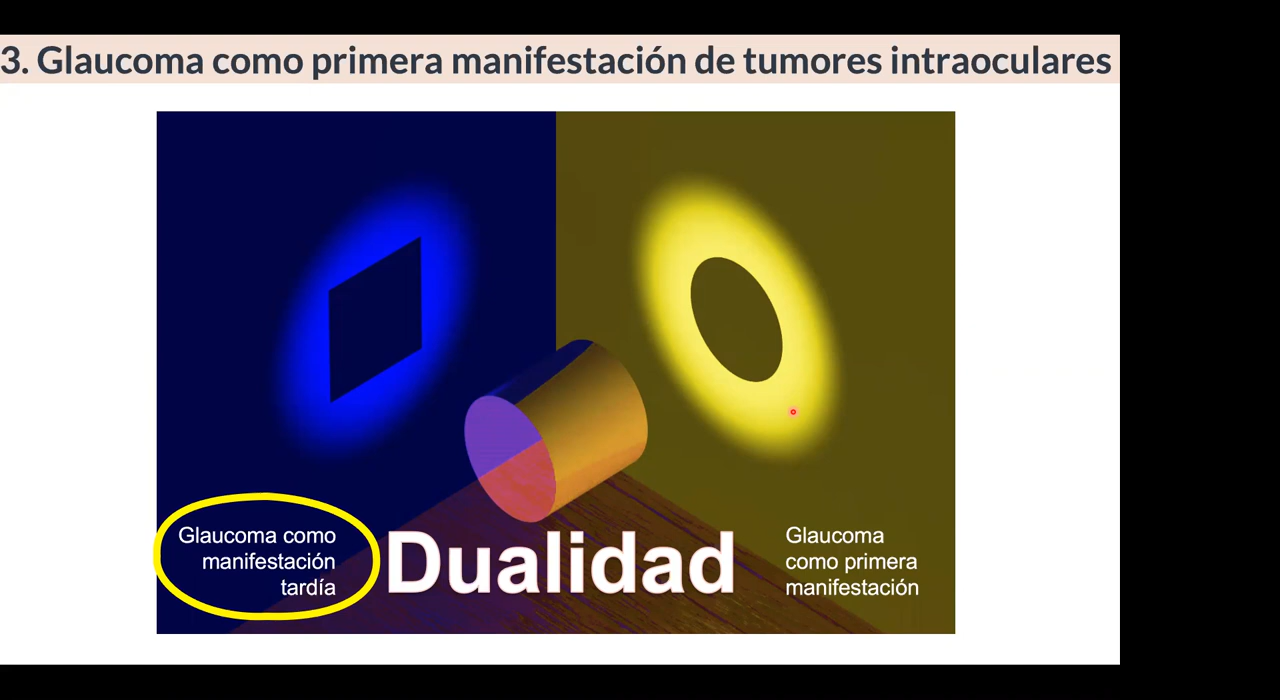 3. Glaucoma como primera manifestación de tumores intraoculares
Glaucoma como
manifestación
tardía
Dualidad
Glaucoma
como primera
manifestación